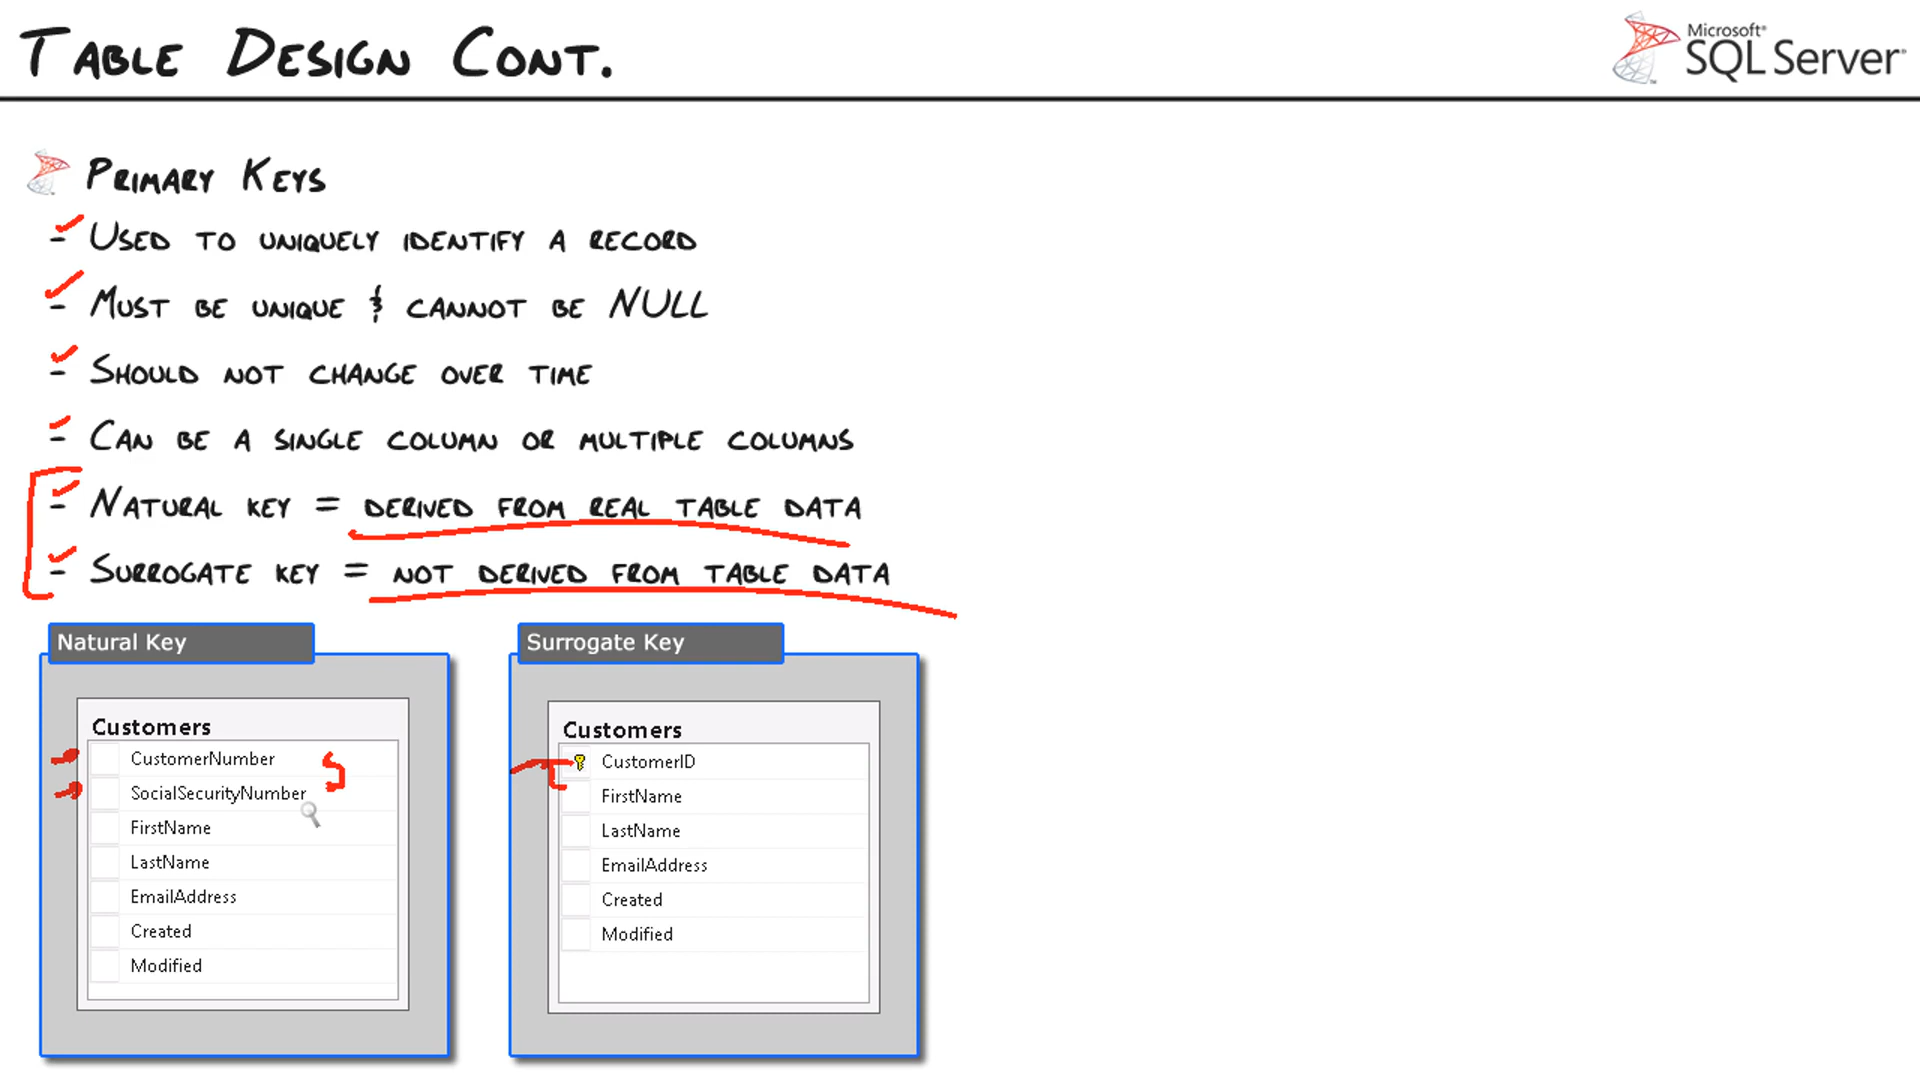 Table Design Cont.
Microsoft®
SQL Server®
Primary Keys
- Used to uniquely identify a record
- Must be unique & cannot be NULL
- Should not change over time
- Can be a single column or multiple columns
- Natural key = derived from real table data
- Surrogate key = not derived from table data
Natural Key
Customers
CustomerNumber
SocialSecurityNumber
FirstName
LastName
EmailAddress
Created
Modified
Surrogate Key
Customers
CustomerID
FirstName
LastName
EmailAddress
Created
Modified